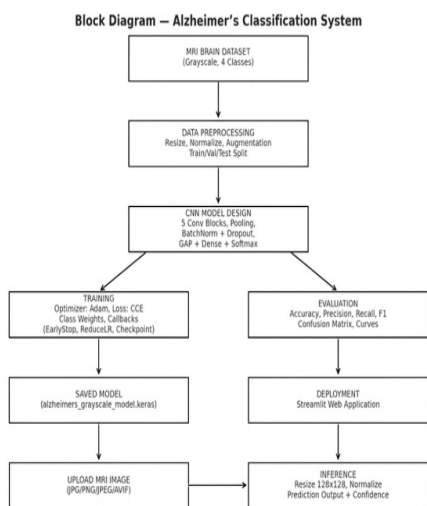 Block Diagram — Alzheimer's Classification System
MRI BRAIN DATASET
(Grayscale, 4 Classes)
DATA PREPROCESSING
Resize, Normalize, Augmentation
Train/Val/Test Split
CNN MODEL DESIGN
5 Conv Blocks, Pooling,
BatchNorm + Dropout,
GAP + Dense + Softmax
TRAINING
Optimizer: Adam, Loss: CCE
Class Weights, Callbacks
(EarlyStop, ReduceLR, Checkpoint)
EVALUATION
Accuracy, Precision, Recall, F1
Confusion Matrix, Curves
SAVED MODEL
(alzheimers_grayscale_model.keras)
DEPLOYMENT
Streamlit Web Application
UPLOAD MRI IMAGE
(JPG/PNG/JPEG/AVIF)
INFERENCE
Resize 128x128, Normalize
Prediction Output + Confidence